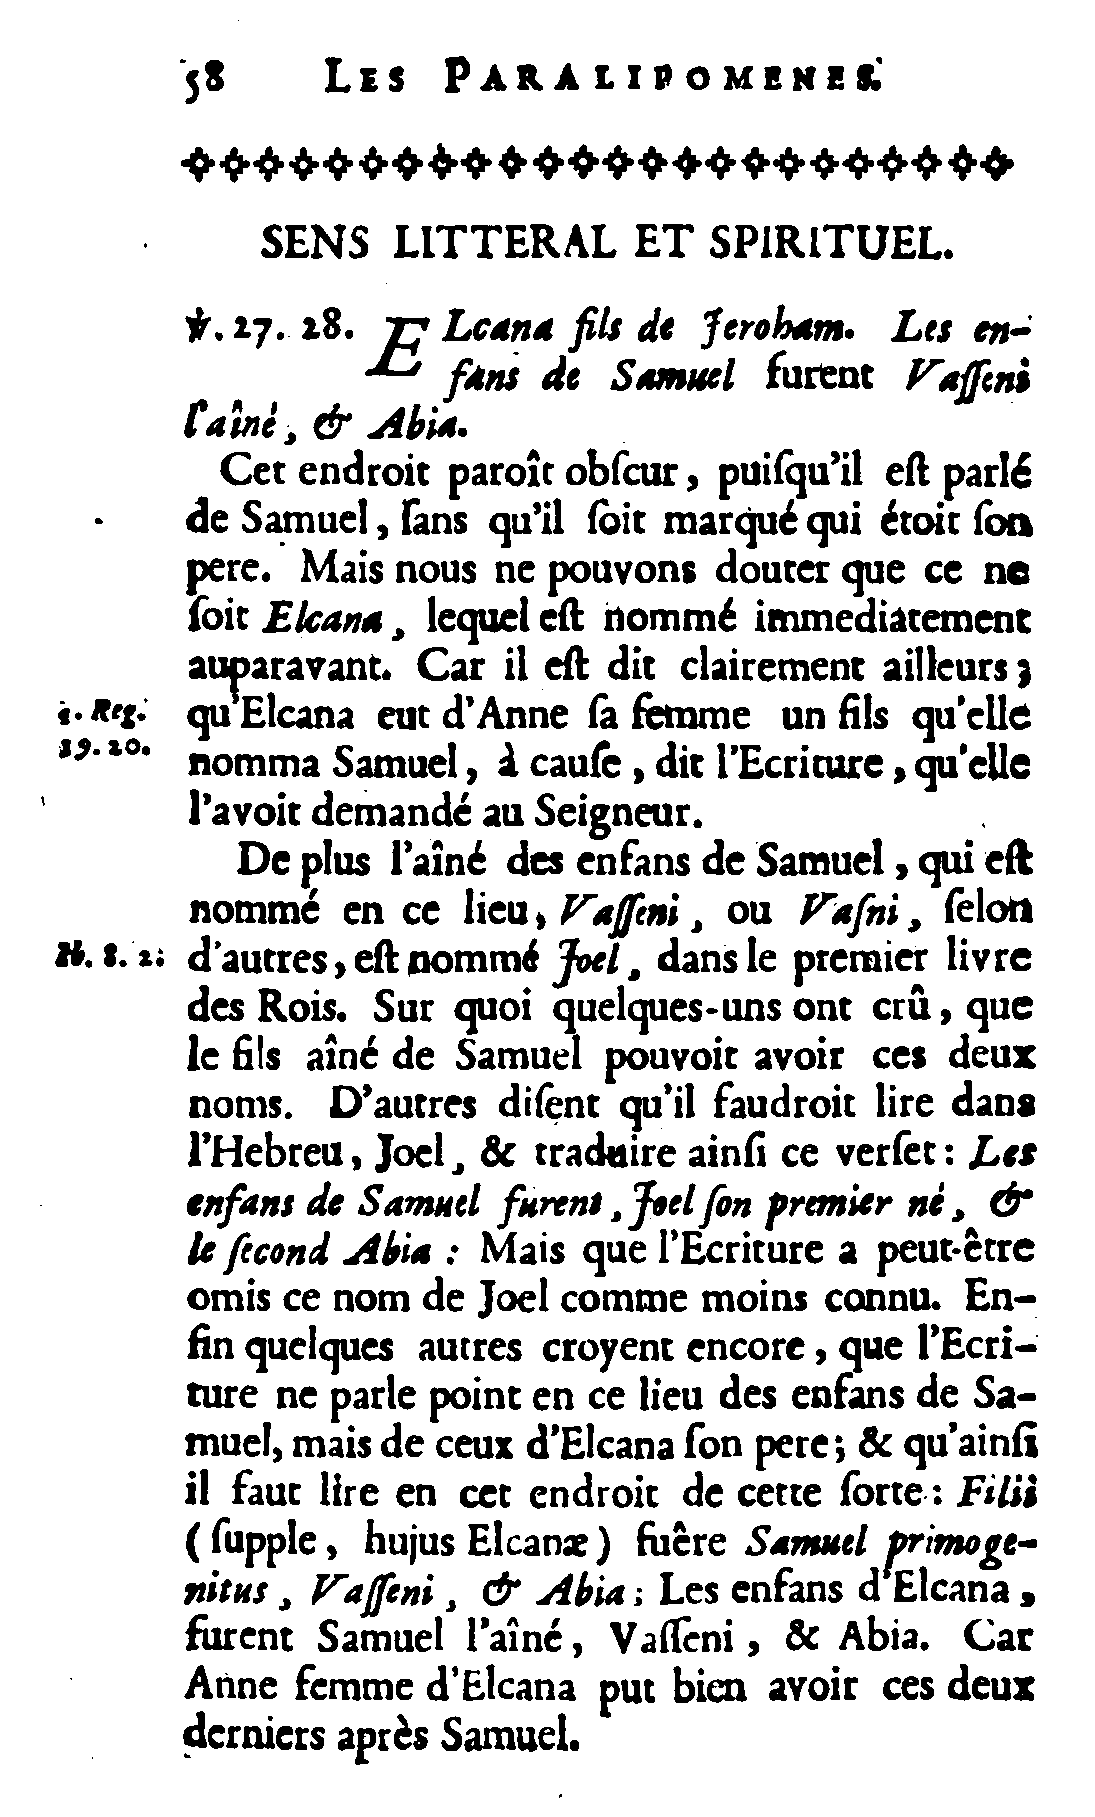 58 LES PARALIPOMENES.
SENS LITTERAL ET SPIRITUEL.
℣. 27. 28. ELcana fils de Jeroham. Les en-
fans de Samuel furent Vaſſeni
l'aîné, & Abia.
Cet endroit paroît obſcur, puiſqu'il eſt parlé
de Samuel, ſans qu'il ſoit marqué qui étoit ſon
pere. Mais nous ne pouvons douter que ce ne
ſoit Elcana, lequel eſt nommé immediatement
auparavant. Car il eſt dit clairement ailleurs;
1. Reg.
qu'Elcana eut d'Anne ſa femme un fils qu'elle
19. 20.
nomma Samuel, à cauſe, dit l'Ecriture, qu'elle
l'avoit demandé au Seigneur.
De plus l'aîné des enfans de Samuel, qui eſt
nommé en ce lieu, Vaſſeni, ou Vaſni, ſelon
8. 2.
d'autres, eſt nommé Joel, dans le premier livre
des Rois. Sur quoi quelques-uns ont crû, que
le fils aîné de Samuel pouvoit avoir ces deux
noms. D'autres diſent qu'il faudroit lire dans
l'Hebreu, Joel, & traduire ainſi ce verſet: Les
enfans de Samuel furent, Joel ſon premier né, &
le ſecond Abia: Mais que l'Ecriture a peut-être
omis ce nom de Joel comme moins connu. En-
fin quelques autres croyent encore, que l'Ecri-
ture ne parle point en ce lieu des enfans de Sa-
muel, mais de ceux d'Elcana ſon pere; & qu'ainſi
il faut lire en cet endroit de cette ſorte: Filii
(ſupple, hujus Elcanæ) fuêre Samuel primoge-
nitus, Vaſſeni, & Abia; Les enfans d'Elcana,
furent Samuel l'aîné, Vaſſeni, & Abia. Car
Anne femme d'Elcana put bien avoir ces deux
derniers après Samuel.